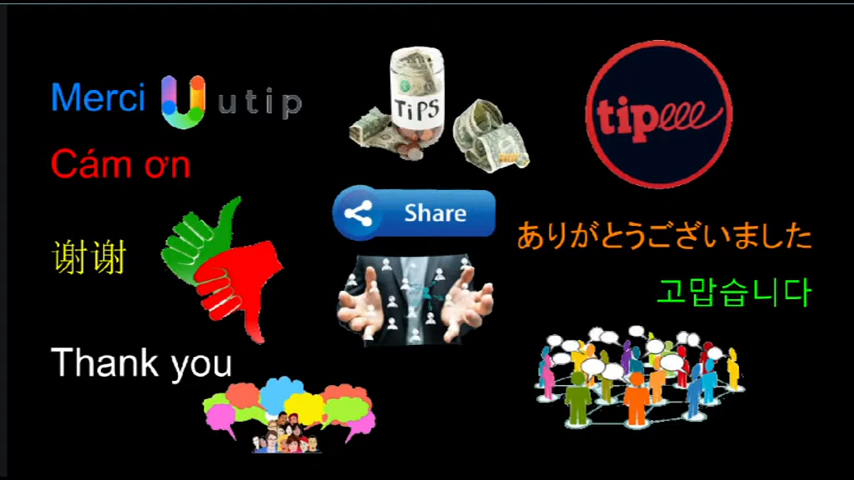 Merci
utip
TiPS
tipeee
Cám ơn
Share
ありがとうございました
谢谢
고맙습니다
Thank you